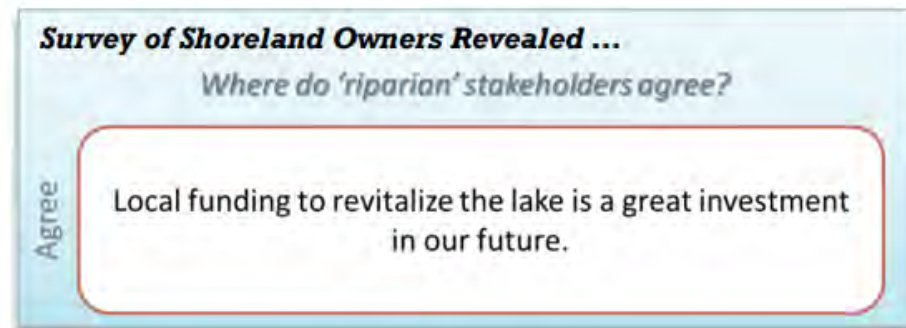 Survey of Shoreland Owners Revealed ...
Where do 'riparian' stakeholders agree?
Agree
Local funding to revitalize the lake is a great investment
in our future.